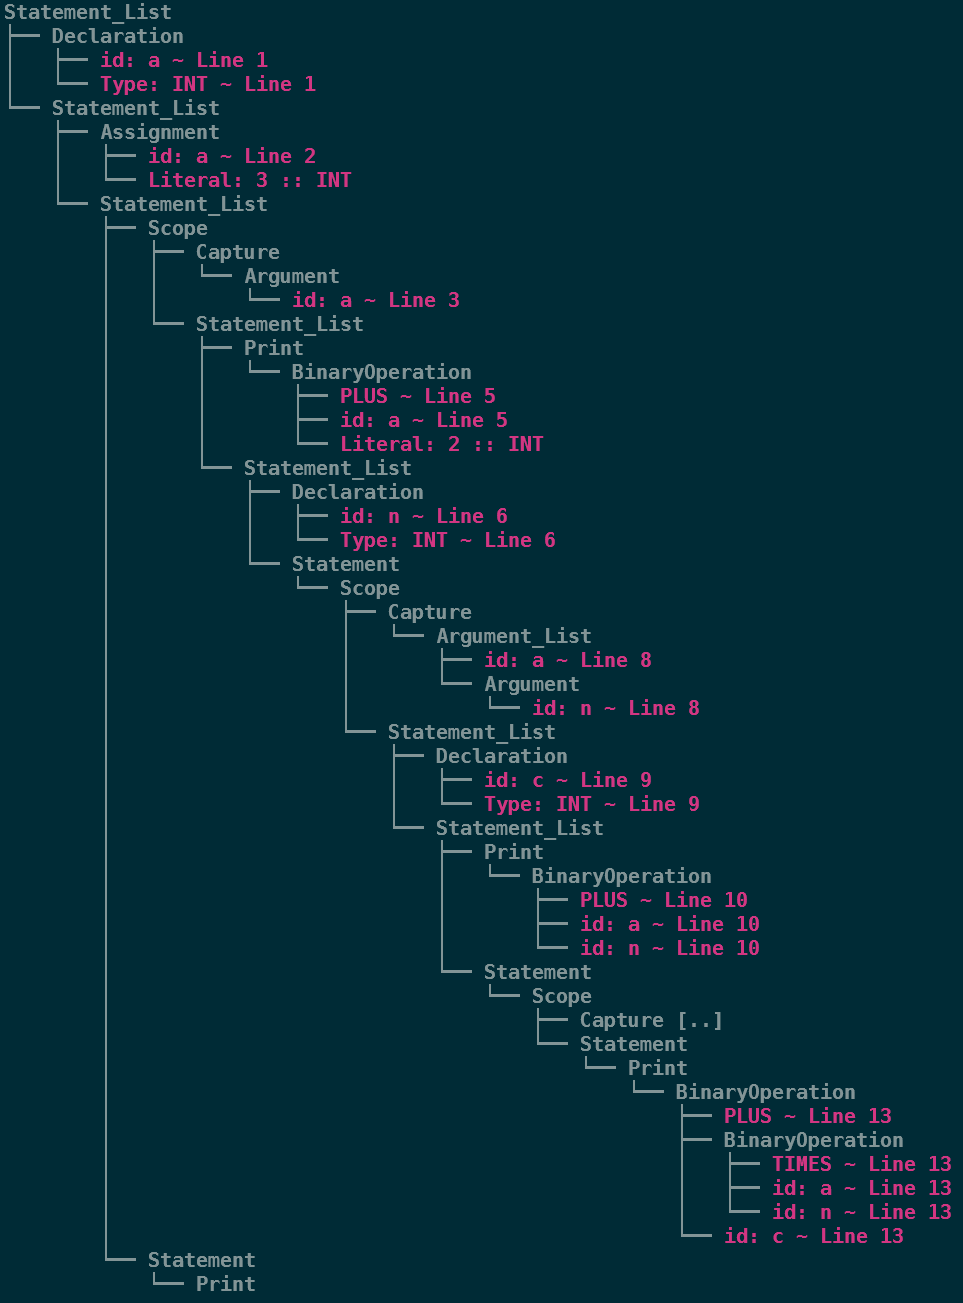 Statement_List
Declaration
id: a ~ Line 1
Type: INT ~ Line 1
Statement_List
Assignment
id: a ~ Line 2
Literal: 3 :: INT
Statement_List
Scope
Capture
Argument
id: a ~ Line 3
Statement_List
Print
BinaryOperation
PLUS ~ Line 5
id: a ~ Line 5
Literal: 2 :: INT
Statement_List
Declaration
id: n ~ Line 6
Type: INT ~ Line 6
Statement
Scope
Capture
Argument_List
id: a ~ Line 8
Argument
id: n ~ Line 8
Statement_List
Declaration
id: c ~ Line 9
Type: INT ~ Line 9
Statement_List
Print
BinaryOperation
PLUS ~ Line 10
id: a ~ Line 10
id: n ~ Line 10
Statement
Scope
Capture [..]
Statement
Print
BinaryOperation
PLUS ~ Line 13
BinaryOperation
TIMES ~ Line 13
id: a ~ Line 13
id: n ~ Line 13
id: c ~ Line 13
Statement
Print